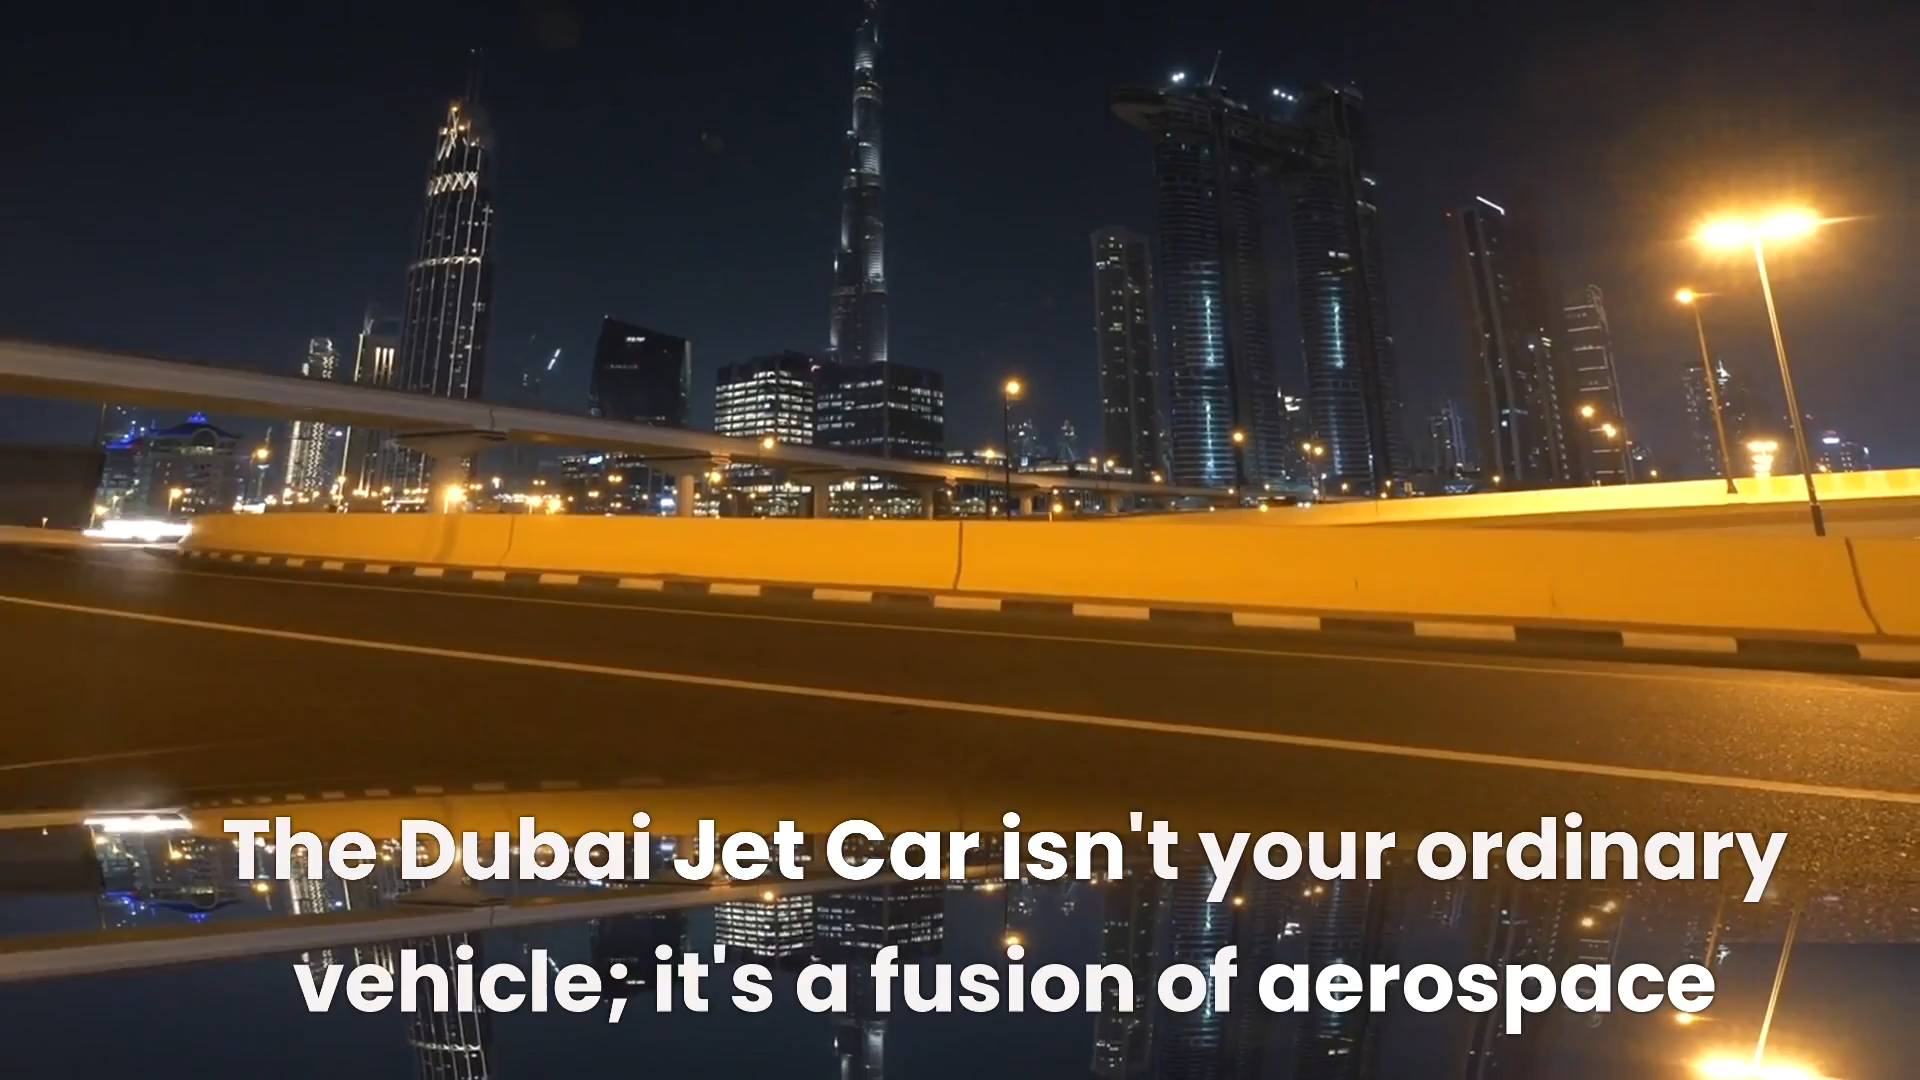 The Dubai Jet Car isn't your ordinary
vehicle; it's a fusion of aerospace